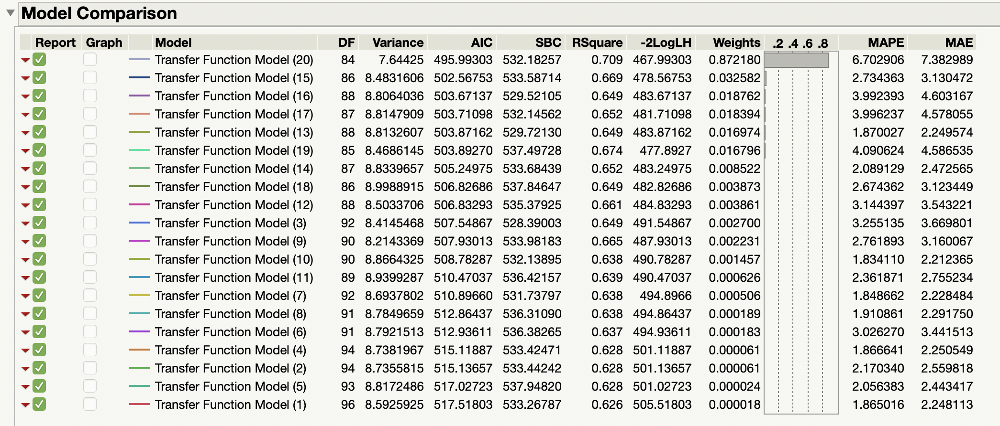 Model Comparison
Report Graph Model DF Variance AIC SBC RSquare -2LogLH Weights .2 .4 .6 .8 MAPE MAE
Transfer Function Model (20) 84 7.64425 495.99303 532.18257 0.709 467.99303 0.872180 6.702906 7.382989
Transfer Function Model (15) 86 8.4831606 502.56753 533.58714 0.669 478.56753 0.032582 2.734363 3.130472
Transfer Function Model (16) 88 8.8064036 503.67137 529.52105 0.649 483.67137 0.018762 3.992393 4.603167
Transfer Function Model (17) 87 8.8147909 503.71098 532.14562 0.652 481.71098 0.018394 3.996237 4.578055
Transfer Function Model (13) 88 8.8132607 503.87162 529.72130 0.649 483.87162 0.016974 1.870027 2.249574
Transfer Function Model (19) 85 8.4686145 503.89270 537.49728 0.674 477.8927 0.016796 4.090624 4.586535
Transfer Function Model (14) 87 8.8339657 505.24975 533.68439 0.652 483.24975 0.008522 2.089129 2.472565
Transfer Function Model (18) 86 8.9988915 506.82686 537.84647 0.649 482.82686 0.003873 2.674362 3.123449
Transfer Function Model (12) 88 8.5033706 506.83293 535.37925 0.661 484.83293 0.003861 3.144397 3.543221
Transfer Function Model (3) 92 8.4145468 507.54867 528.39003 0.649 491.54867 0.002700 3.255135 3.669801
Transfer Function Model (9) 90 8.2143369 507.93013 533.98183 0.665 487.93013 0.002231 2.761893 3.160067
Transfer Function Model (10) 90 8.8664325 508.78287 532.13895 0.638 490.78287 0.001457 1.834110 2.212365
Transfer Function Model (11) 89 8.9399287 510.47037 536.42157 0.639 490.47037 0.000626 2.361871 2.755234
Transfer Function Model (7) 92 8.6937802 510.89660 531.73797 0.638 494.8966 0.000506 1.848662 2.228484
Transfer Function Model (8) 91 8.7849659 512.86437 536.31090 0.638 494.86437 0.000189 1.910861 2.291750
Transfer Function Model (6) 91 8.7921513 512.93611 536.38265 0.637 494.93611 0.000183 3.026270 3.441513
Transfer Function Model (4) 94 8.7381967 515.11887 533.42471 0.628 501.11887 0.000061 1.866641 2.250549
Transfer Function Model (2) 94 8.7355815 515.13657 533.44242 0.628 501.13657 0.000061 2.170340 2.559818
Transfer Function Model (5) 93 8.8172486 517.02723 537.94820 0.628 501.02723 0.000024 2.056383 2.443417
Transfer Function Model (1) 96 8.5925925 517.51803 533.26787 0.626 505.51803 0.000018 1.865016 2.248113